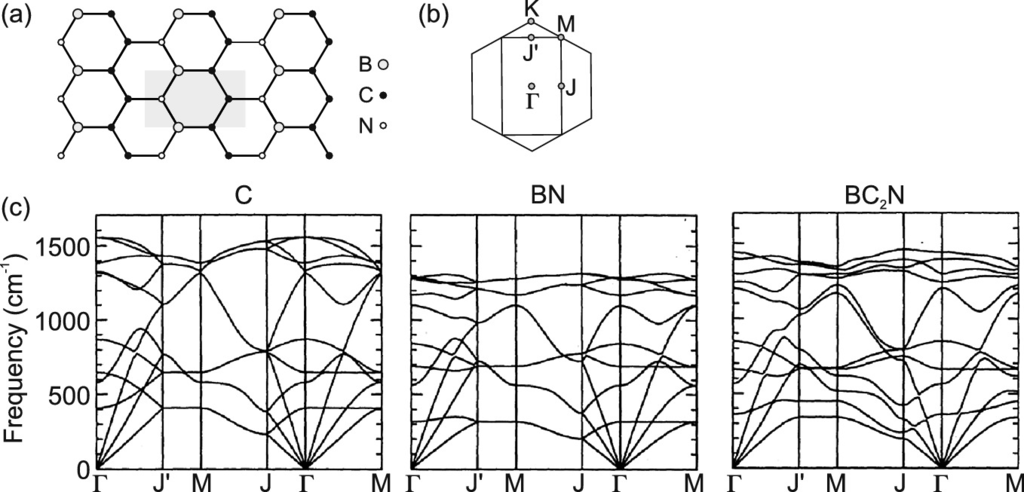 (a)
B
C
N
(b)
K
M
J'
Γ
J
(c)
C
BN
BC₂N
Frequency (cm⁻¹)
1500
1000
500
0
Γ J' M J Γ M
Γ J' M J Γ M
Γ J' M J Γ M